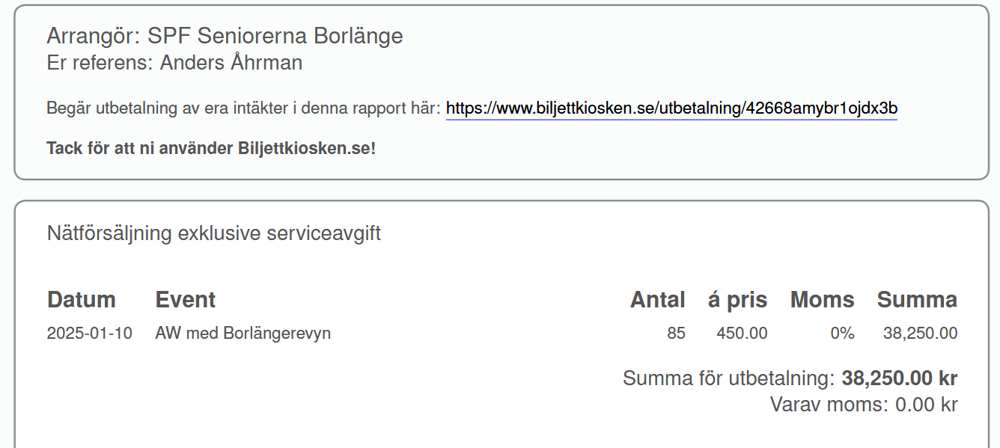 Arrangör: SPF Seniorerna Borlänge
Er referens: Anders Åhrman
Begär utbetalning av era intäkter i denna rapport här: https://www.biljettkiosken.se/utbetalning/42668amybr1ojdx3b
Tack för att ni använder Biljettkiosken.se!
Nätförsäljning exklusive serviceavgift
Datum Event Antal á pris Moms Summa
2025-01-10 AW med Borlängerevyn 85 450.00 0% 38,250.00
Summa för utbetalning: 38,250.00 kr
Varav moms: 0.00 kr